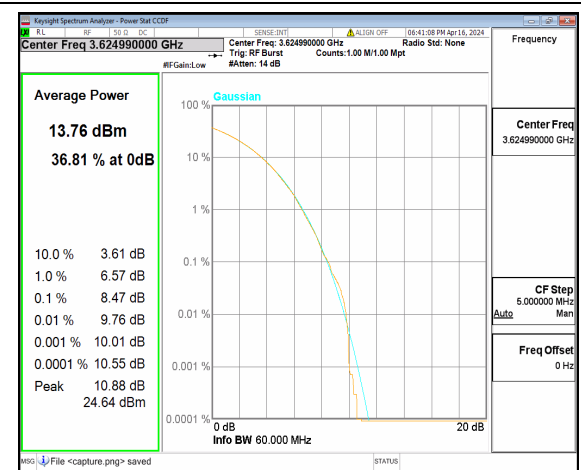 Keysight Spectrum Analyzer - Power Stat CCDF
RL RF 50 Ω DC SENSE:INT ALIGN OFF 06:41:08 PM Apr 16, 2024
Center Freq 3.624990000 GHz
Center Freq: 3.624990000 GHz Radio Std: None
Trig: RF Burst Counts:1.00 M/1.00 Mpt
#IFGain:Low #Atten: 14 dB
Frequency
Average Power
13.76 dBm
36.81 % at 0dB
10.0 % 3.61 dB
1.0 % 6.57 dB
0.1 % 8.47 dB
0.01 % 9.76 dB
0.001 % 10.01 dB
0.0001 % 10.55 dB
Peak 10.88 dB
24.64 dBm
Gaussian
100 %
10 %
1 %
0.1 %
0.01 %
0.001 %
0.0001 %
0 dB 20 dB
Info BW 60.000 MHz
Center Freq
3.624990000 GHz
CF Step
5.000000 MHz
Auto Man
Freq Offset
0 Hz
MSG File <capture.png> saved STATUS